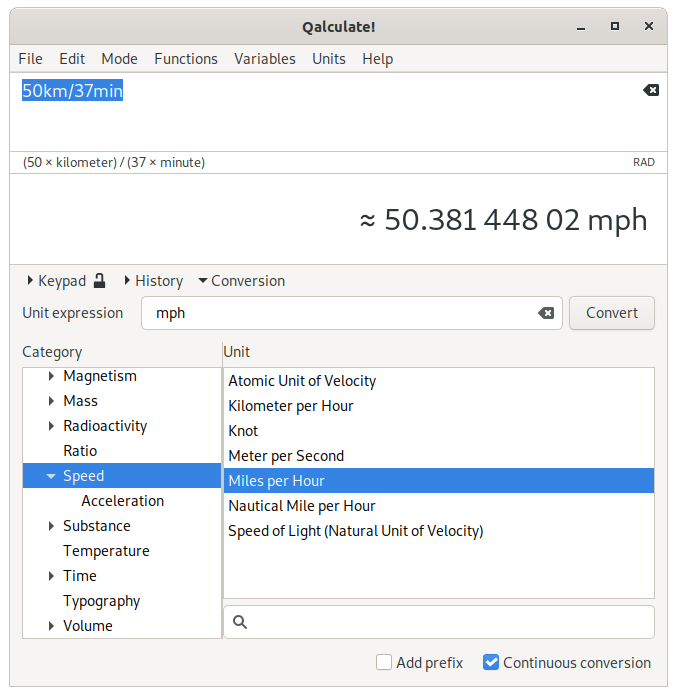 Qalculate!
File Edit Mode Functions Variables Units Help
50km/37min
(50 × kilometer) / (37 × minute) RAD
≈ 50.381 448 02 mph
Keypad History Conversion
Unit expression mph Convert
Category Unit
Magnetism
Mass
Radioactivity
Ratio
Speed
Acceleration
Substance
Temperature
Time
Typography
Volume
Atomic Unit of Velocity
Kilometer per Hour
Knot
Meter per Second
Miles per Hour
Nautical Mile per Hour
Speed of Light (Natural Unit of Velocity)
Add prefix Continuous conversion